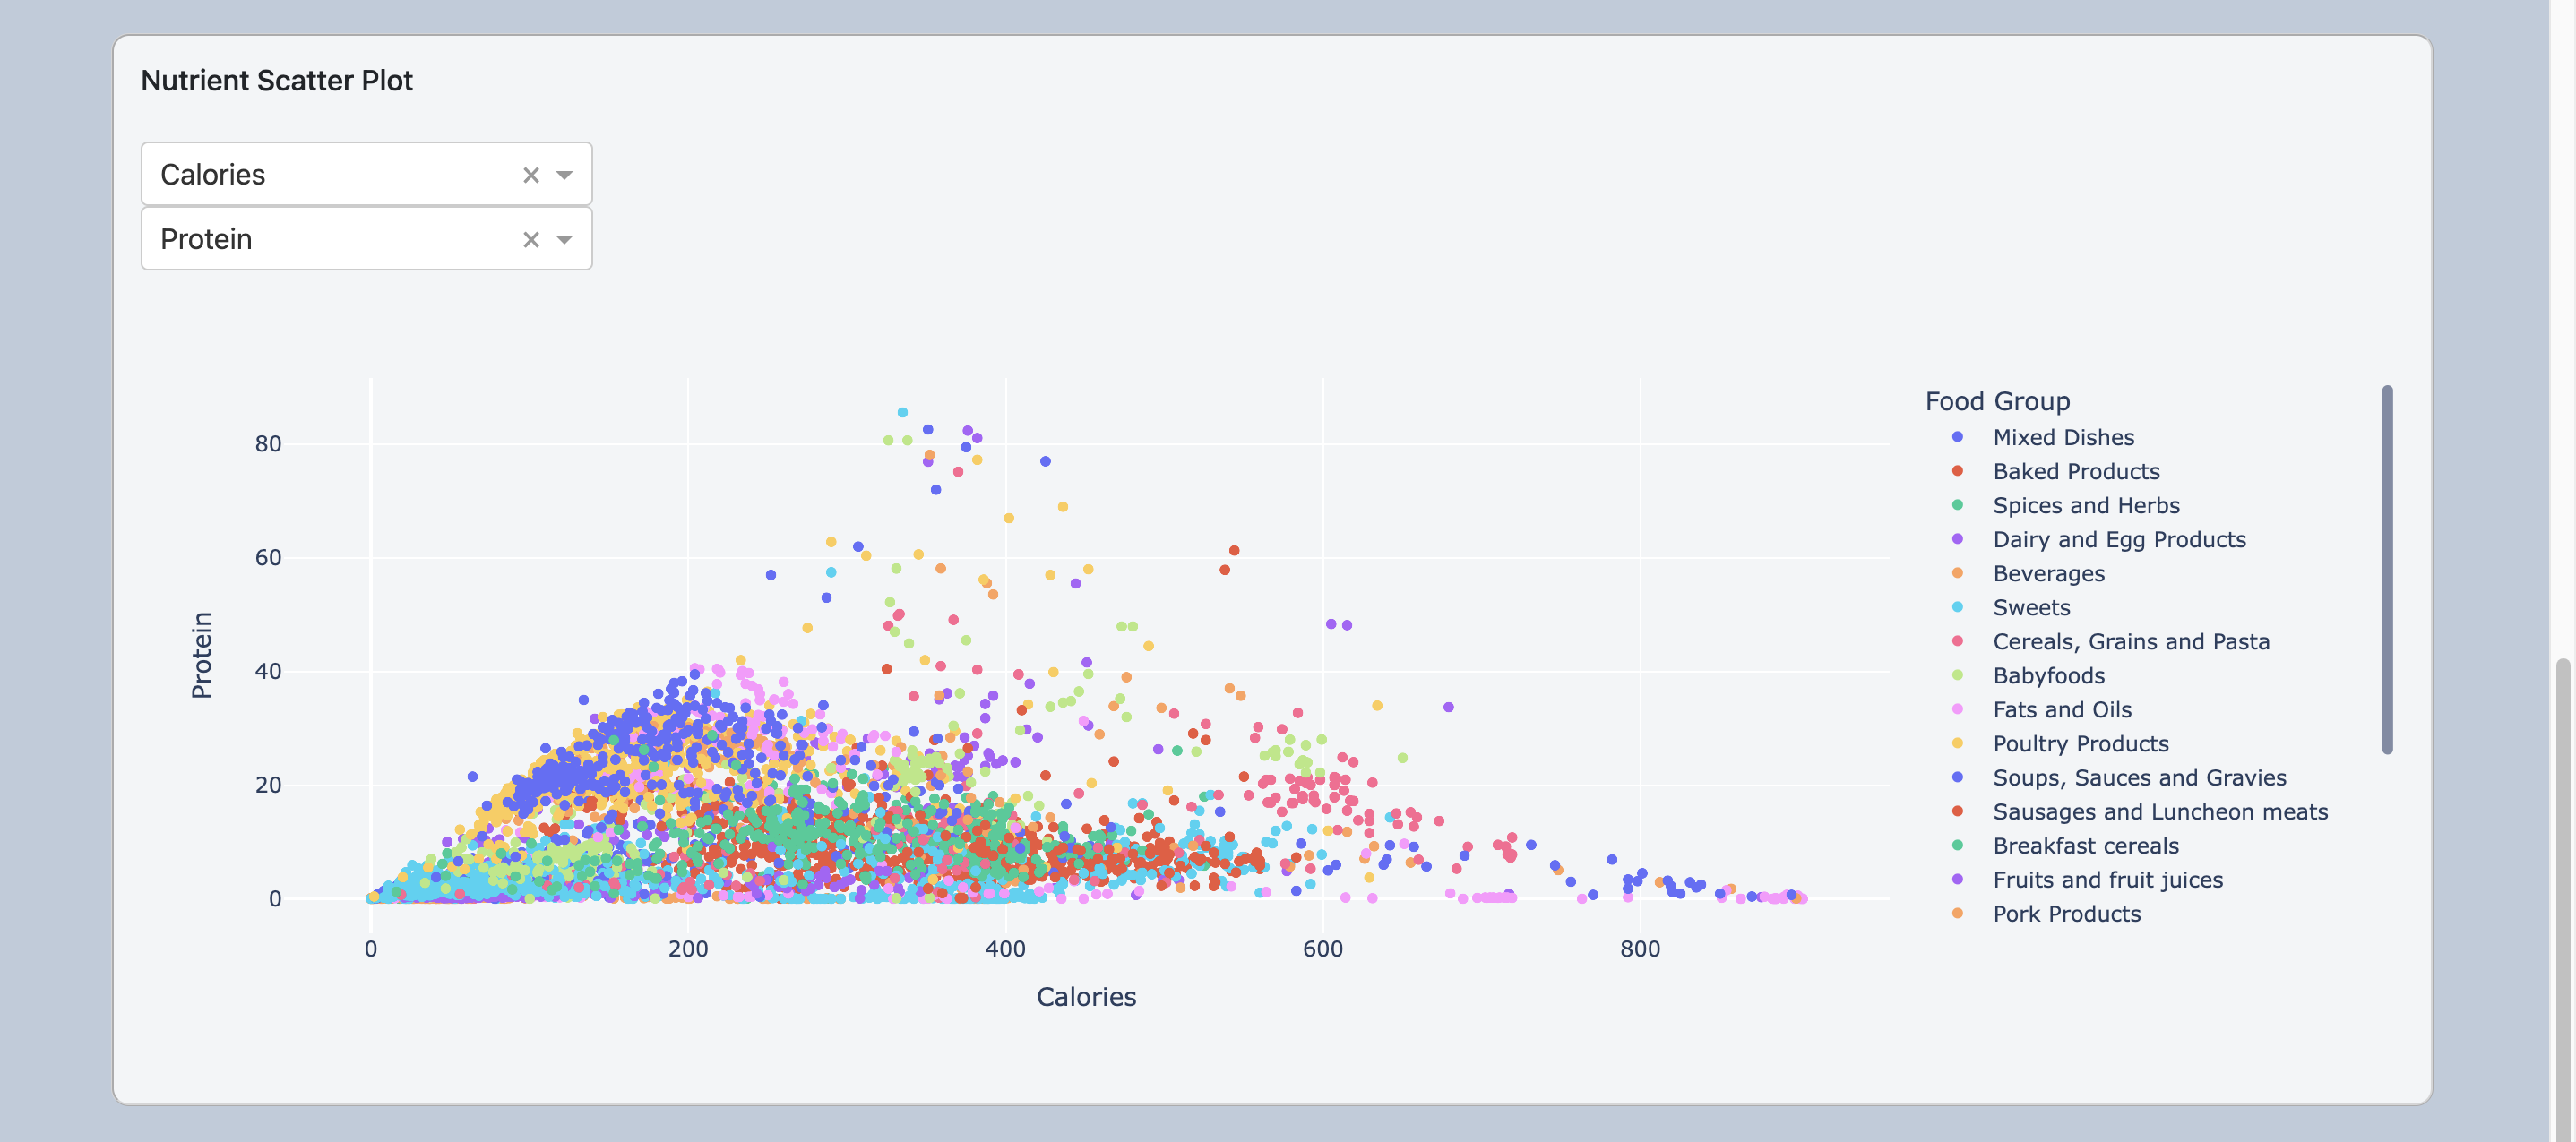 Nutrient Scatter Plot
Calories
Protein
80
60
40
20
0
Protein
0
200
400
600
800
Calories
Food Group
Mixed Dishes
Baked Products
Spices and Herbs
Dairy and Egg Products
Beverages
Sweets
Cereals, Grains and Pasta
Babyfoods
Fats and Oils
Poultry Products
Soups, Sauces and Gravies
Sausages and Luncheon meats
Breakfast cereals
Fruits and fruit juices
Pork Products